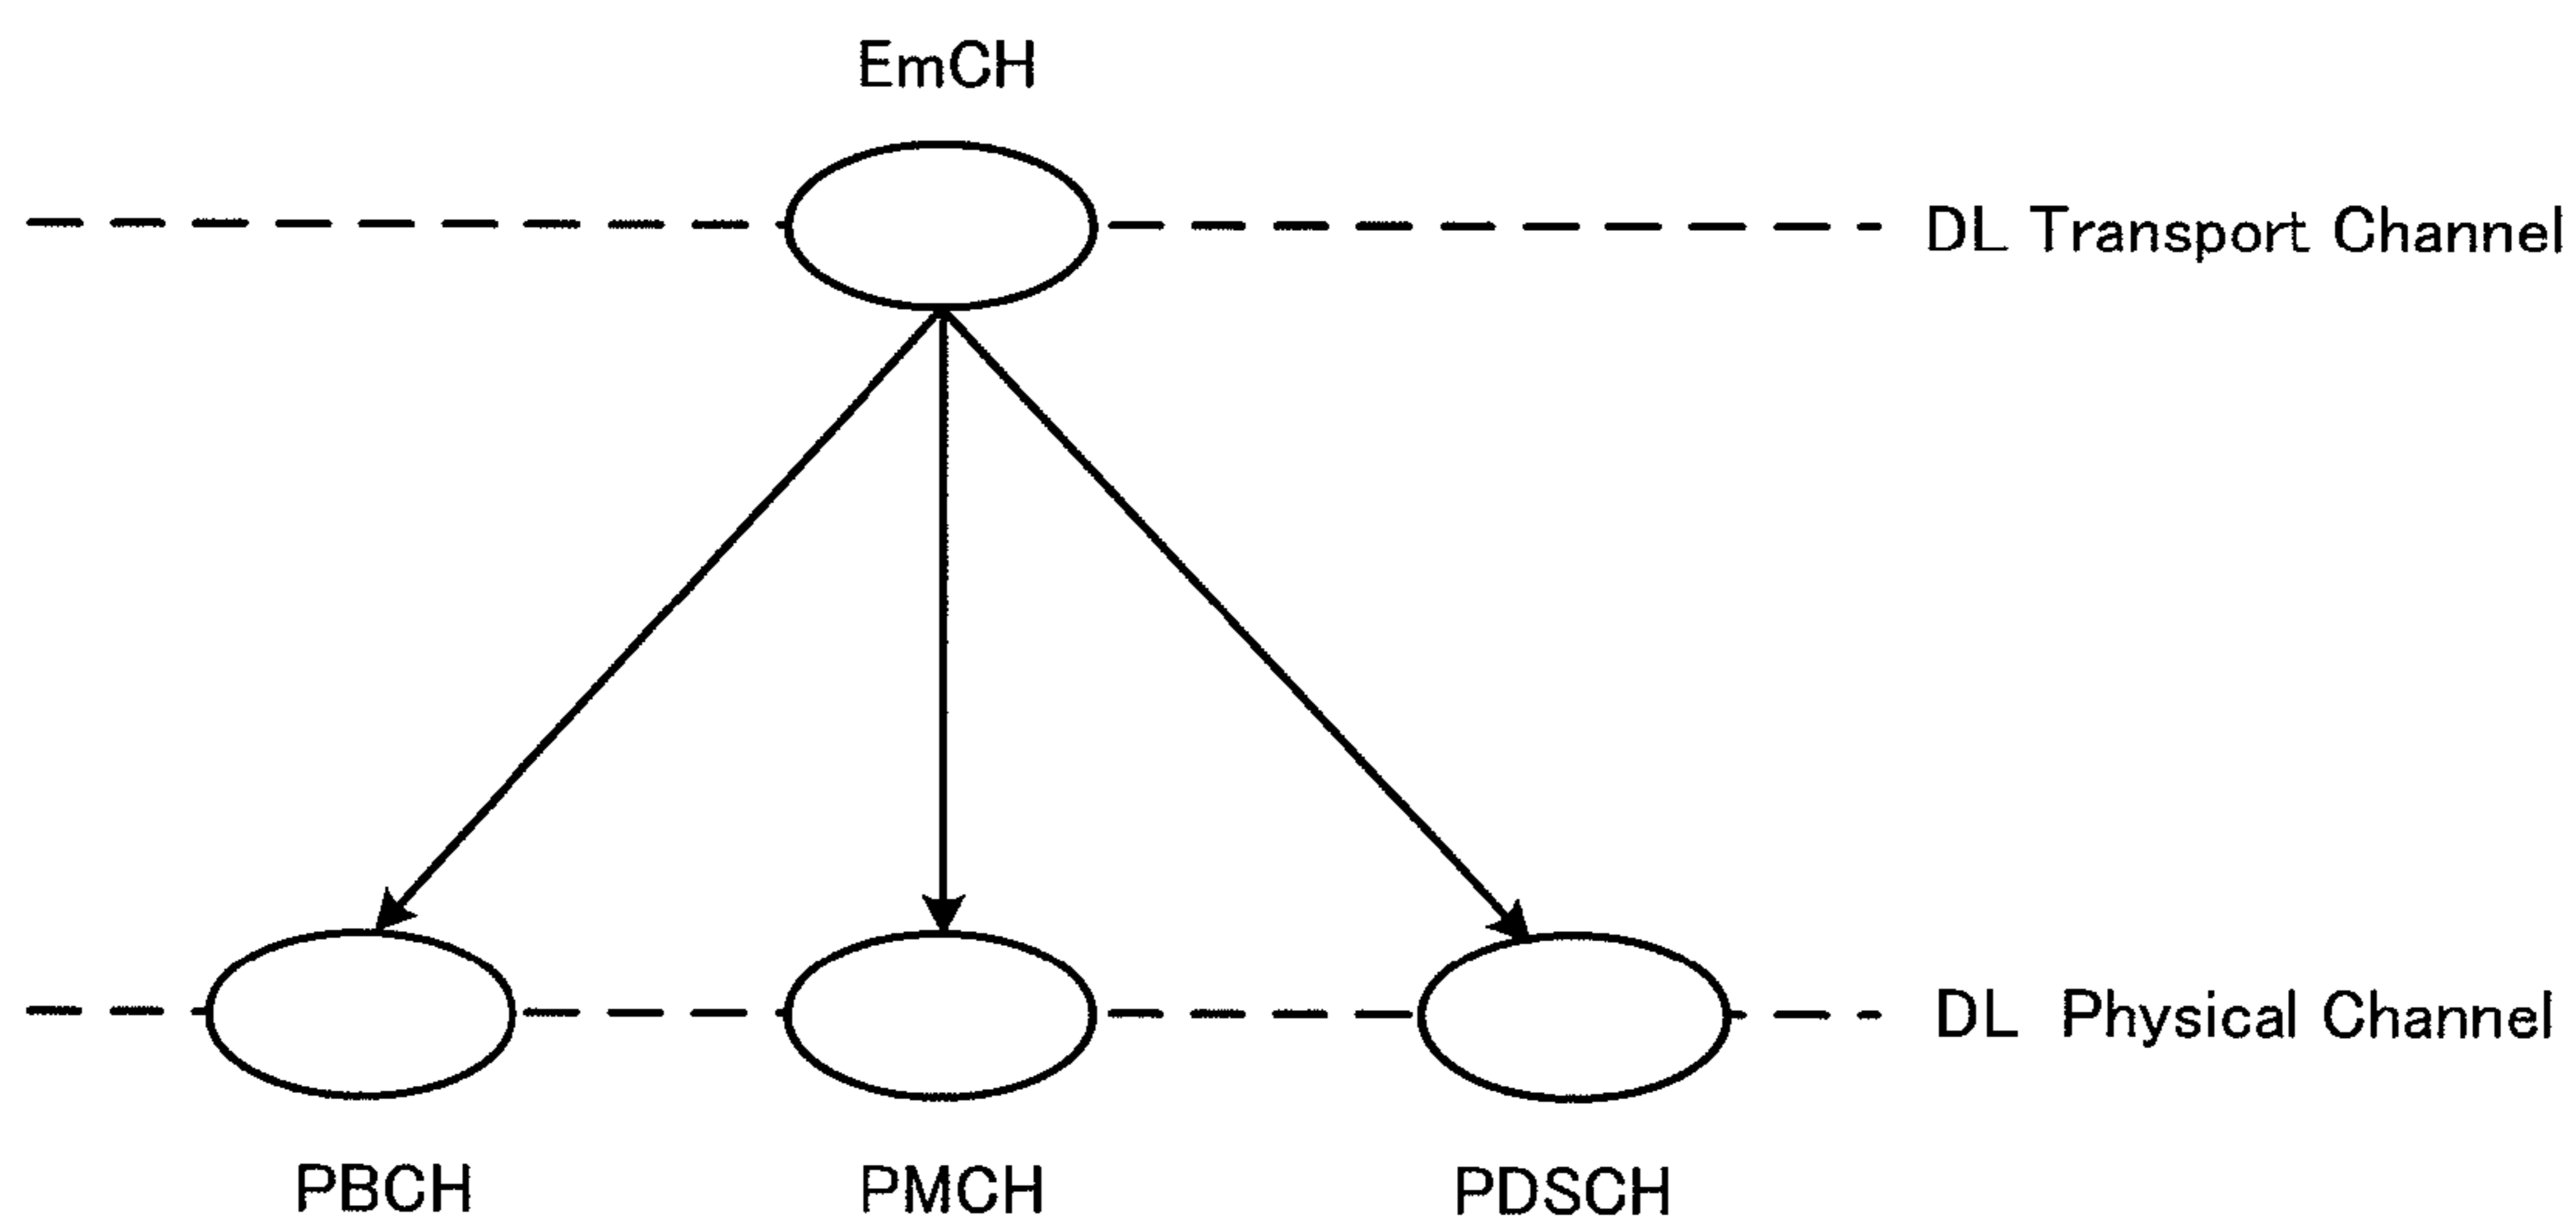 EmCH
DL Transport Channel
DL Physical Channel
PBCH PMCH PDSCH